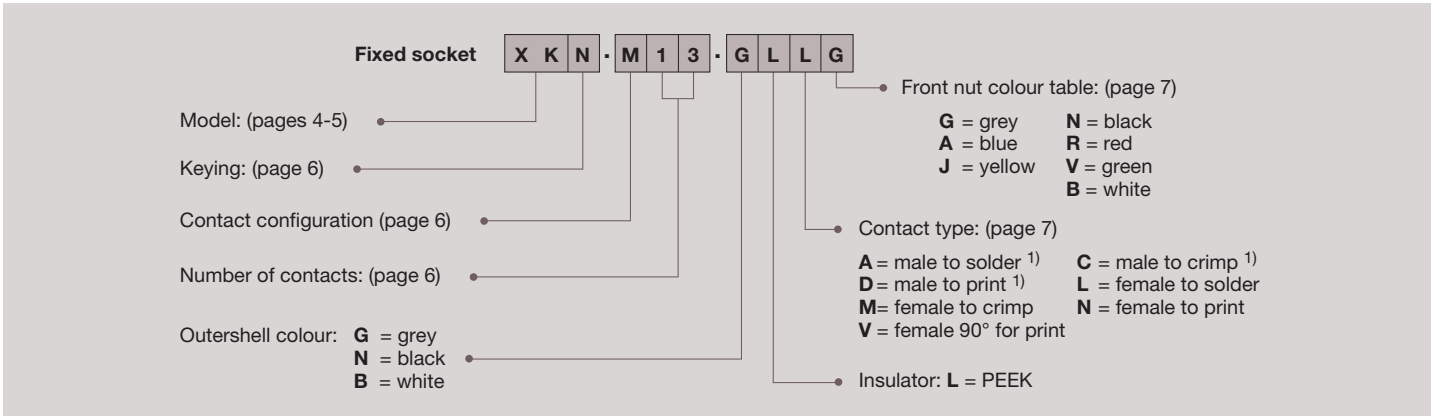 Fixed socket X K N . M 1 3 . G L L G
Model: (pages 4-5)
Keying: (page 6)
Contact configuration (page 6)
Number of contacts: (page 6)
Outershell colour: G = grey
N = black
B = white
Front nut colour table: (page 7)
G = grey N = black
A = blue R = red
J = yellow V = green
B = white
Contact type: (page 7)
A = male to solder 1) C = male to crimp 1)
D = male to print 1) L = female to solder
M= female to crimp N = female to print
V = female 90° for print
Insulator: L = PEEK